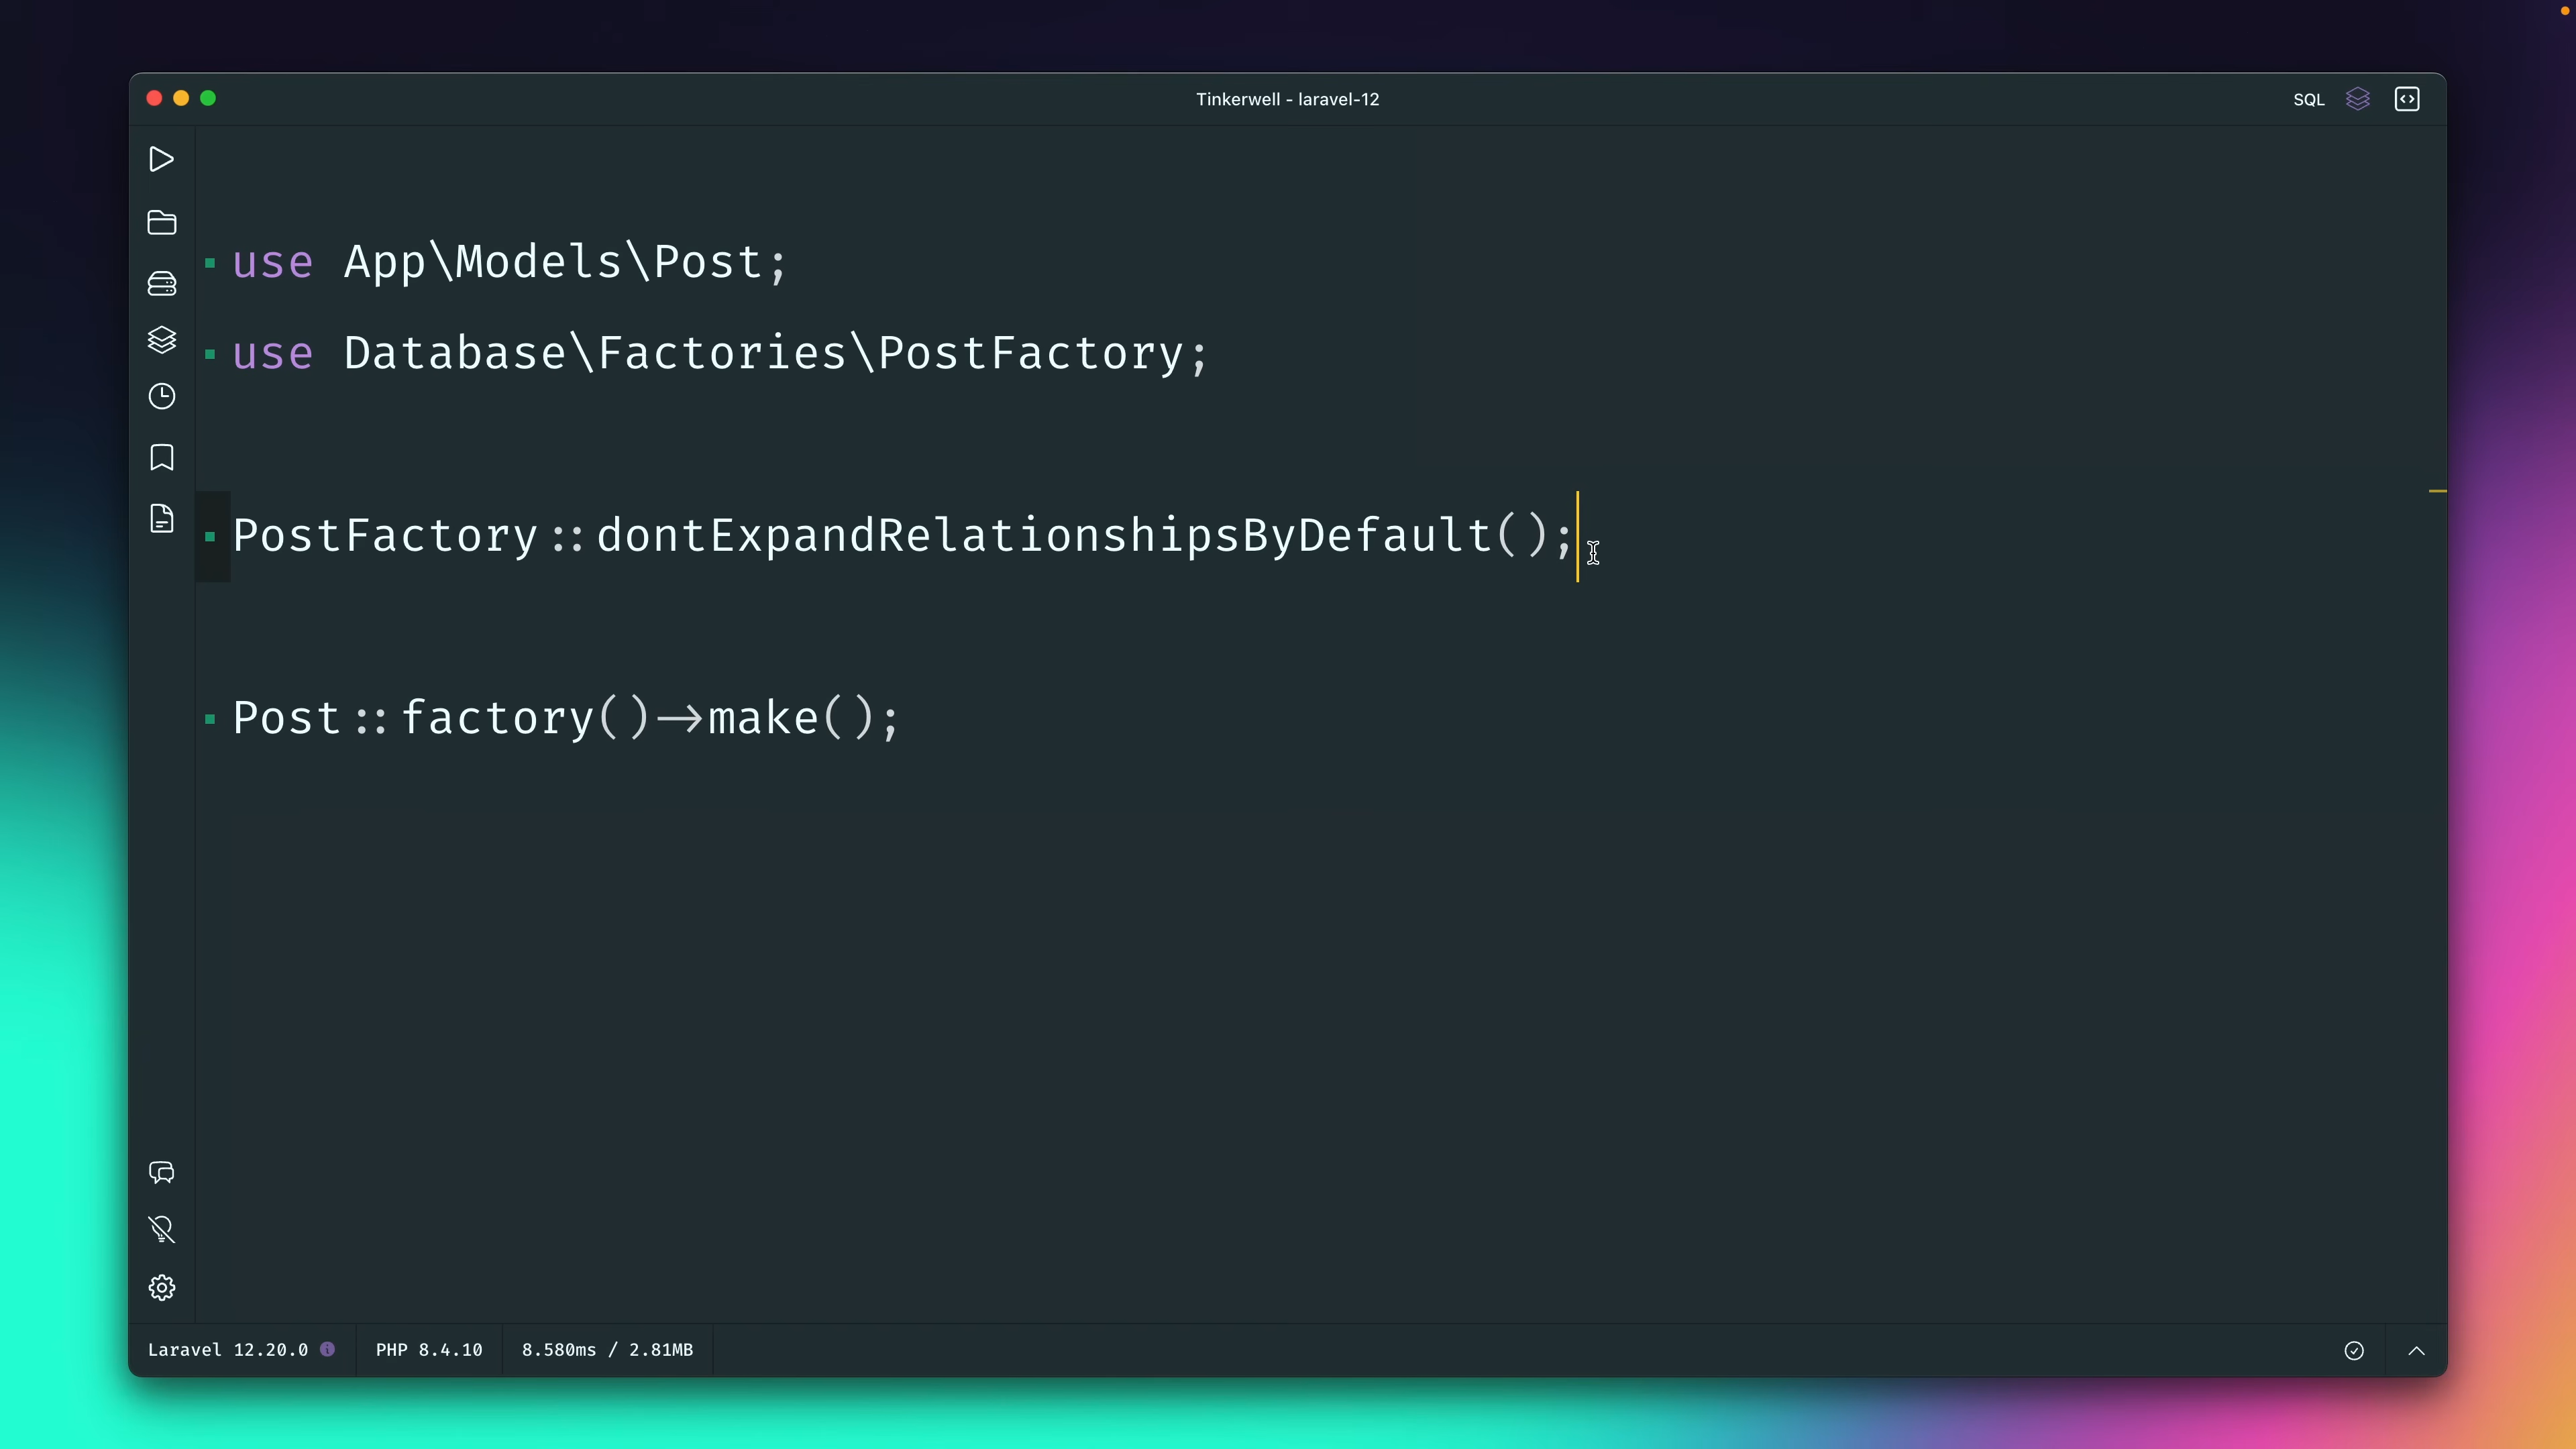 Tinkerwell - laravel-12
SQL
use App\Models\Post;
use Database\Factories\PostFactory;
PostFactory::dontExpandRelationshipsByDefault();
Post::factory()->make();
Laravel 12.20.0
PHP 8.4.10
8.580ms / 2.81MB